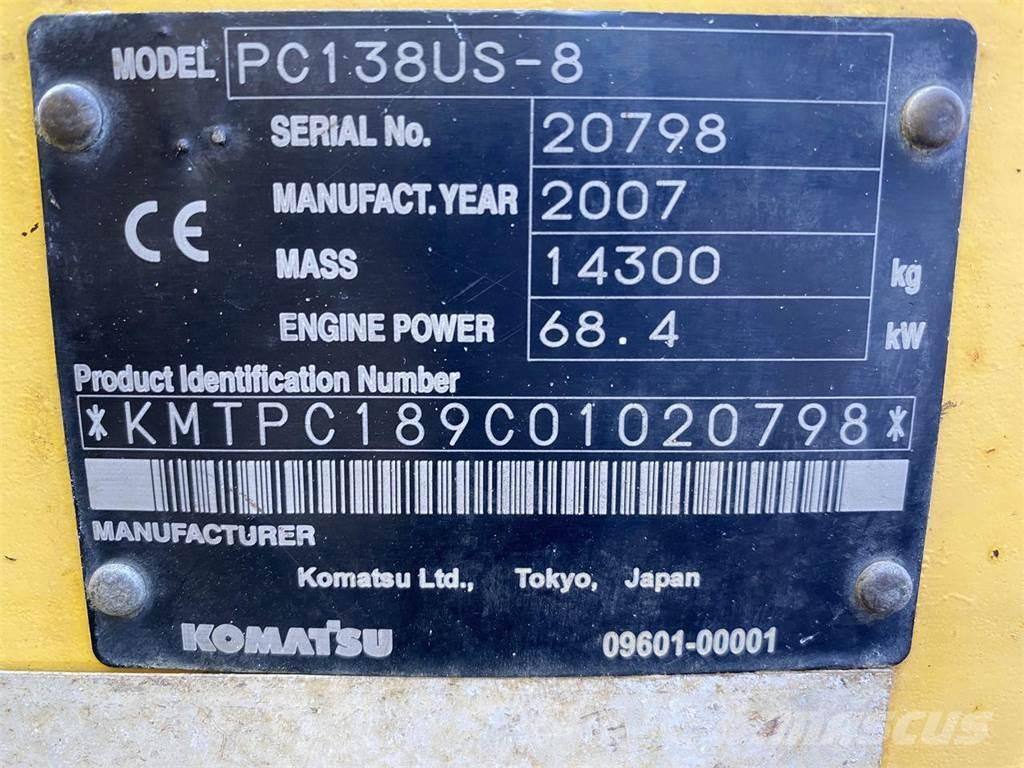 MODEL PC138US-8
SERIAL No. 20798
MANUFACT. YEAR 2007
CE
MASS 14300 kg
ENGINE POWER 68.4 kW
Product Identification Number
*KMTPC189C01020798*
MANUFACTURER
Komatsu Ltd., Tokyo, Japan
KOMATSU 09601-00001
MASCUS